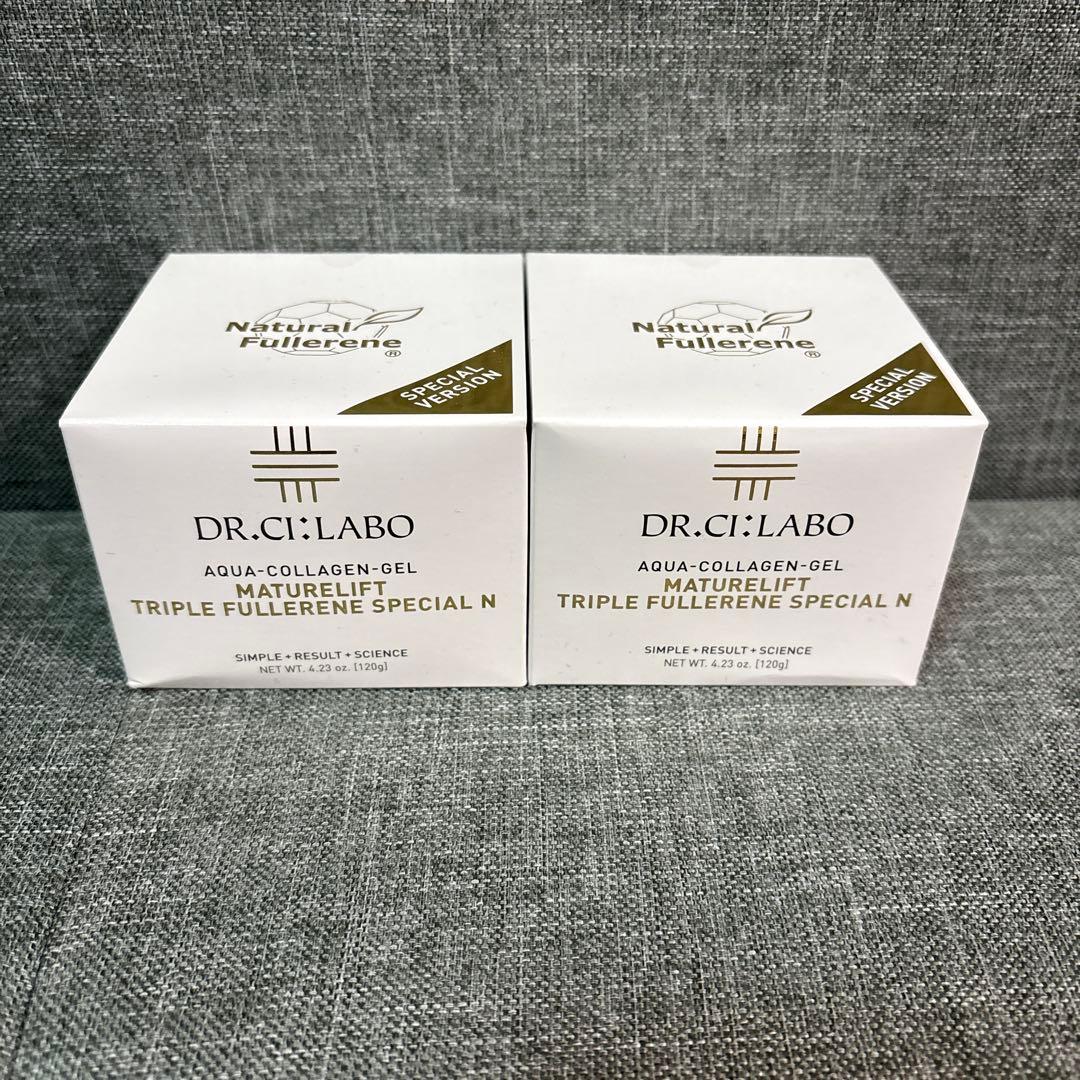 Natural
Fullerene
®
SPECIAL
VERSION
DR.CI:LABO
AQUA-COLLAGEN-GEL
MATURELIFT
TRIPLE FULLERENE SPECIAL N
SIMPLE+RESULT+SCIENCE
NET WT. 4.23 oz. [120g]
Natural
Fullerene
®
SPECIAL
VERSION
DR.CI:LABO
AQUA-COLLAGEN-GEL
MATURELIFT
TRIPLE FULLERENE SPECIAL N
SIMPLE+RESULT+SCIENCE
NET WT. 4.23 oz. [120g]